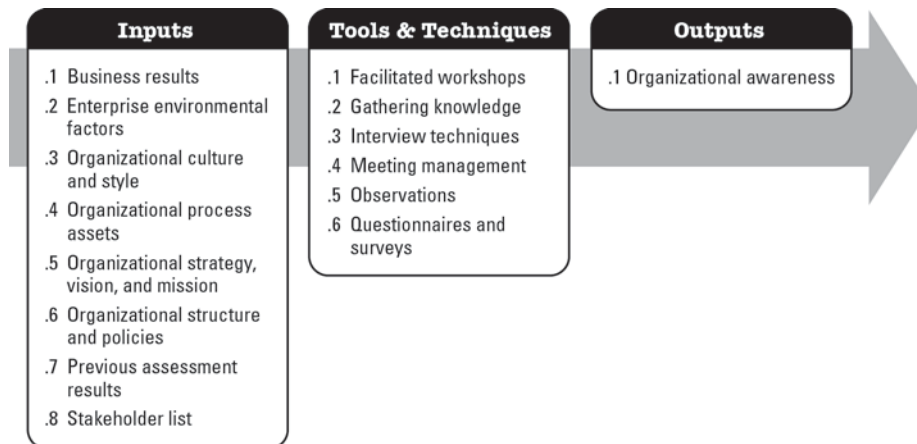 Inputs
.1 Business results
.2 Enterprise environmental
factors
.3 Organizational culture
and style
.4 Organizational process
assets
.5 Organizational strategy,
vision, and mission
.6 Organizational structure
and policies
.7 Previous assessment
results
.8 Stakeholder list
Tools & Techniques
.1 Facilitated workshops
.2 Gathering knowledge
.3 Interview techniques
.4 Meeting management
.5 Observations
.6 Questionnaires and
surveys
Outputs
.1 Organizational awareness